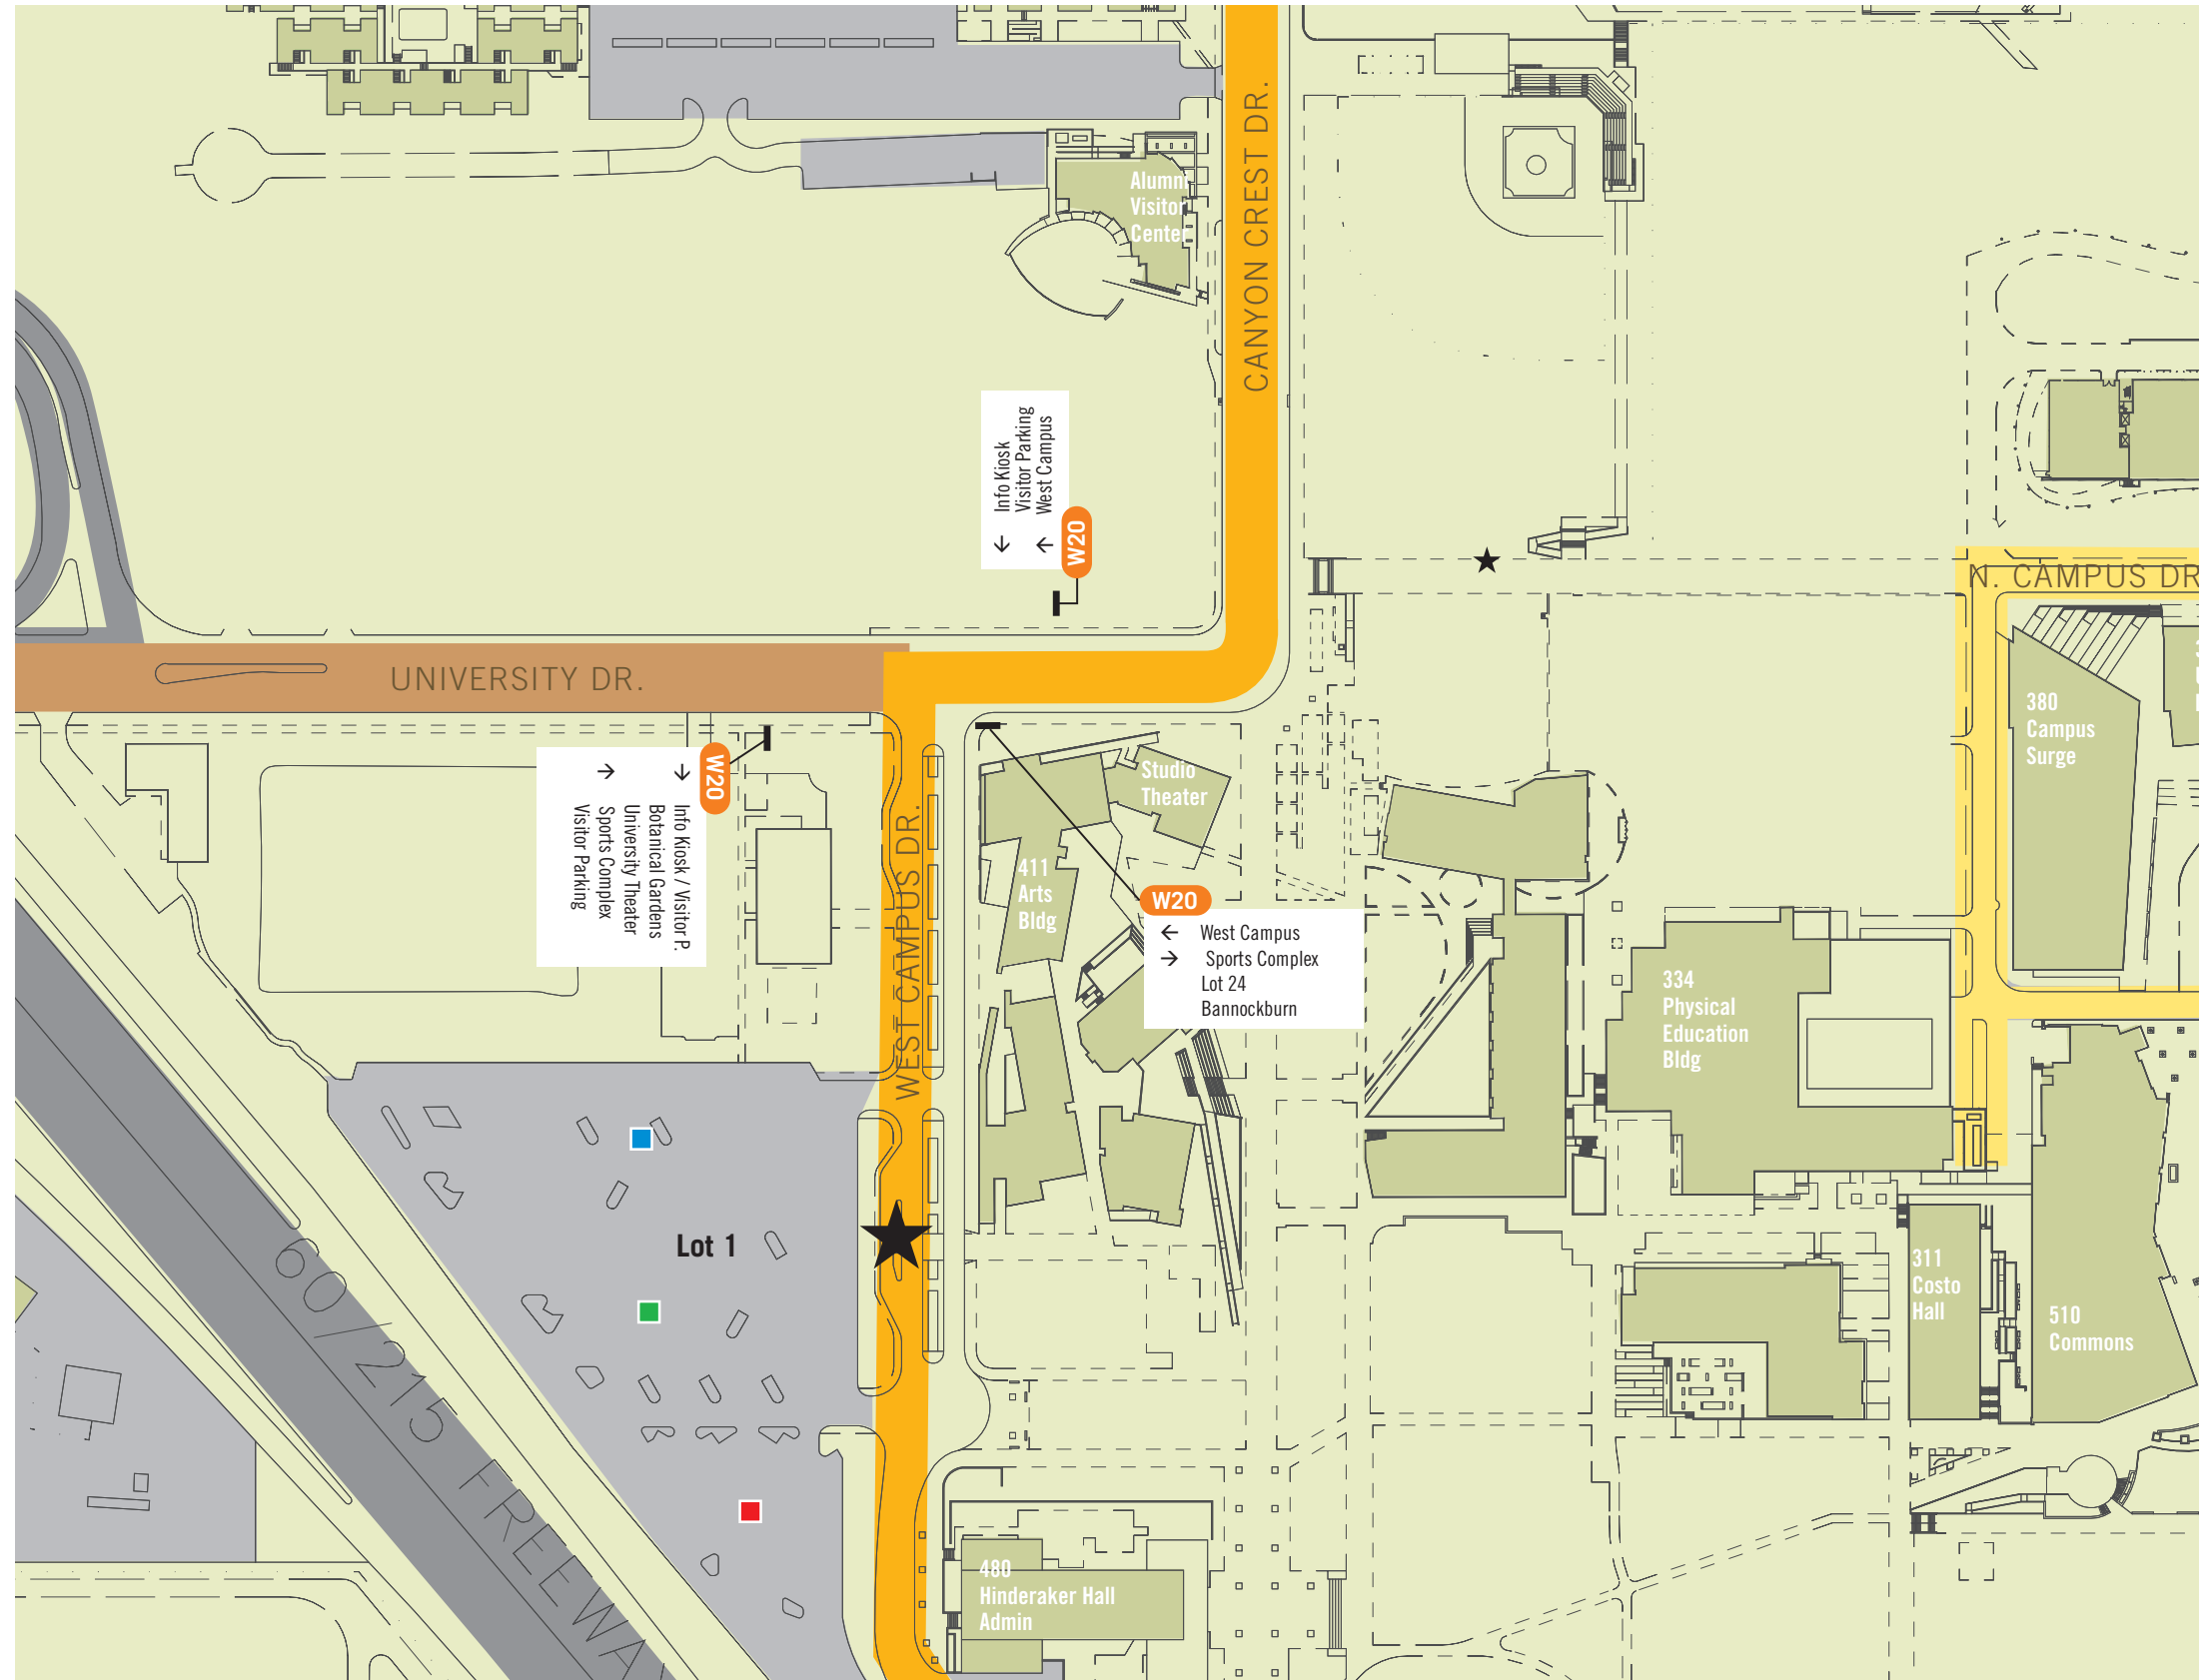 CANYON CREST DR.
Alumni
Visitor
Center
Info Kiosk
Visitor Parking
West Campus
W20
N. CAMPUS DR
UNIVERSITY DR.
380
Campus
Surge
W20
Info Kiosk / Visitor P.
Botanical Gardens
University Theater
Sports Complex
Visitor Parking
WEST CAMPUS DR.
Studio
Theater
411
Arts
Bldg
W20
← West Campus
→ Sports Complex
Lot 24
Bannockburn
334
Physical
Education
Bldg
Lot 1
311
Costo
Hall
510
Commons
60/215 FREEWA
480
Hinderaker Hall
Admin